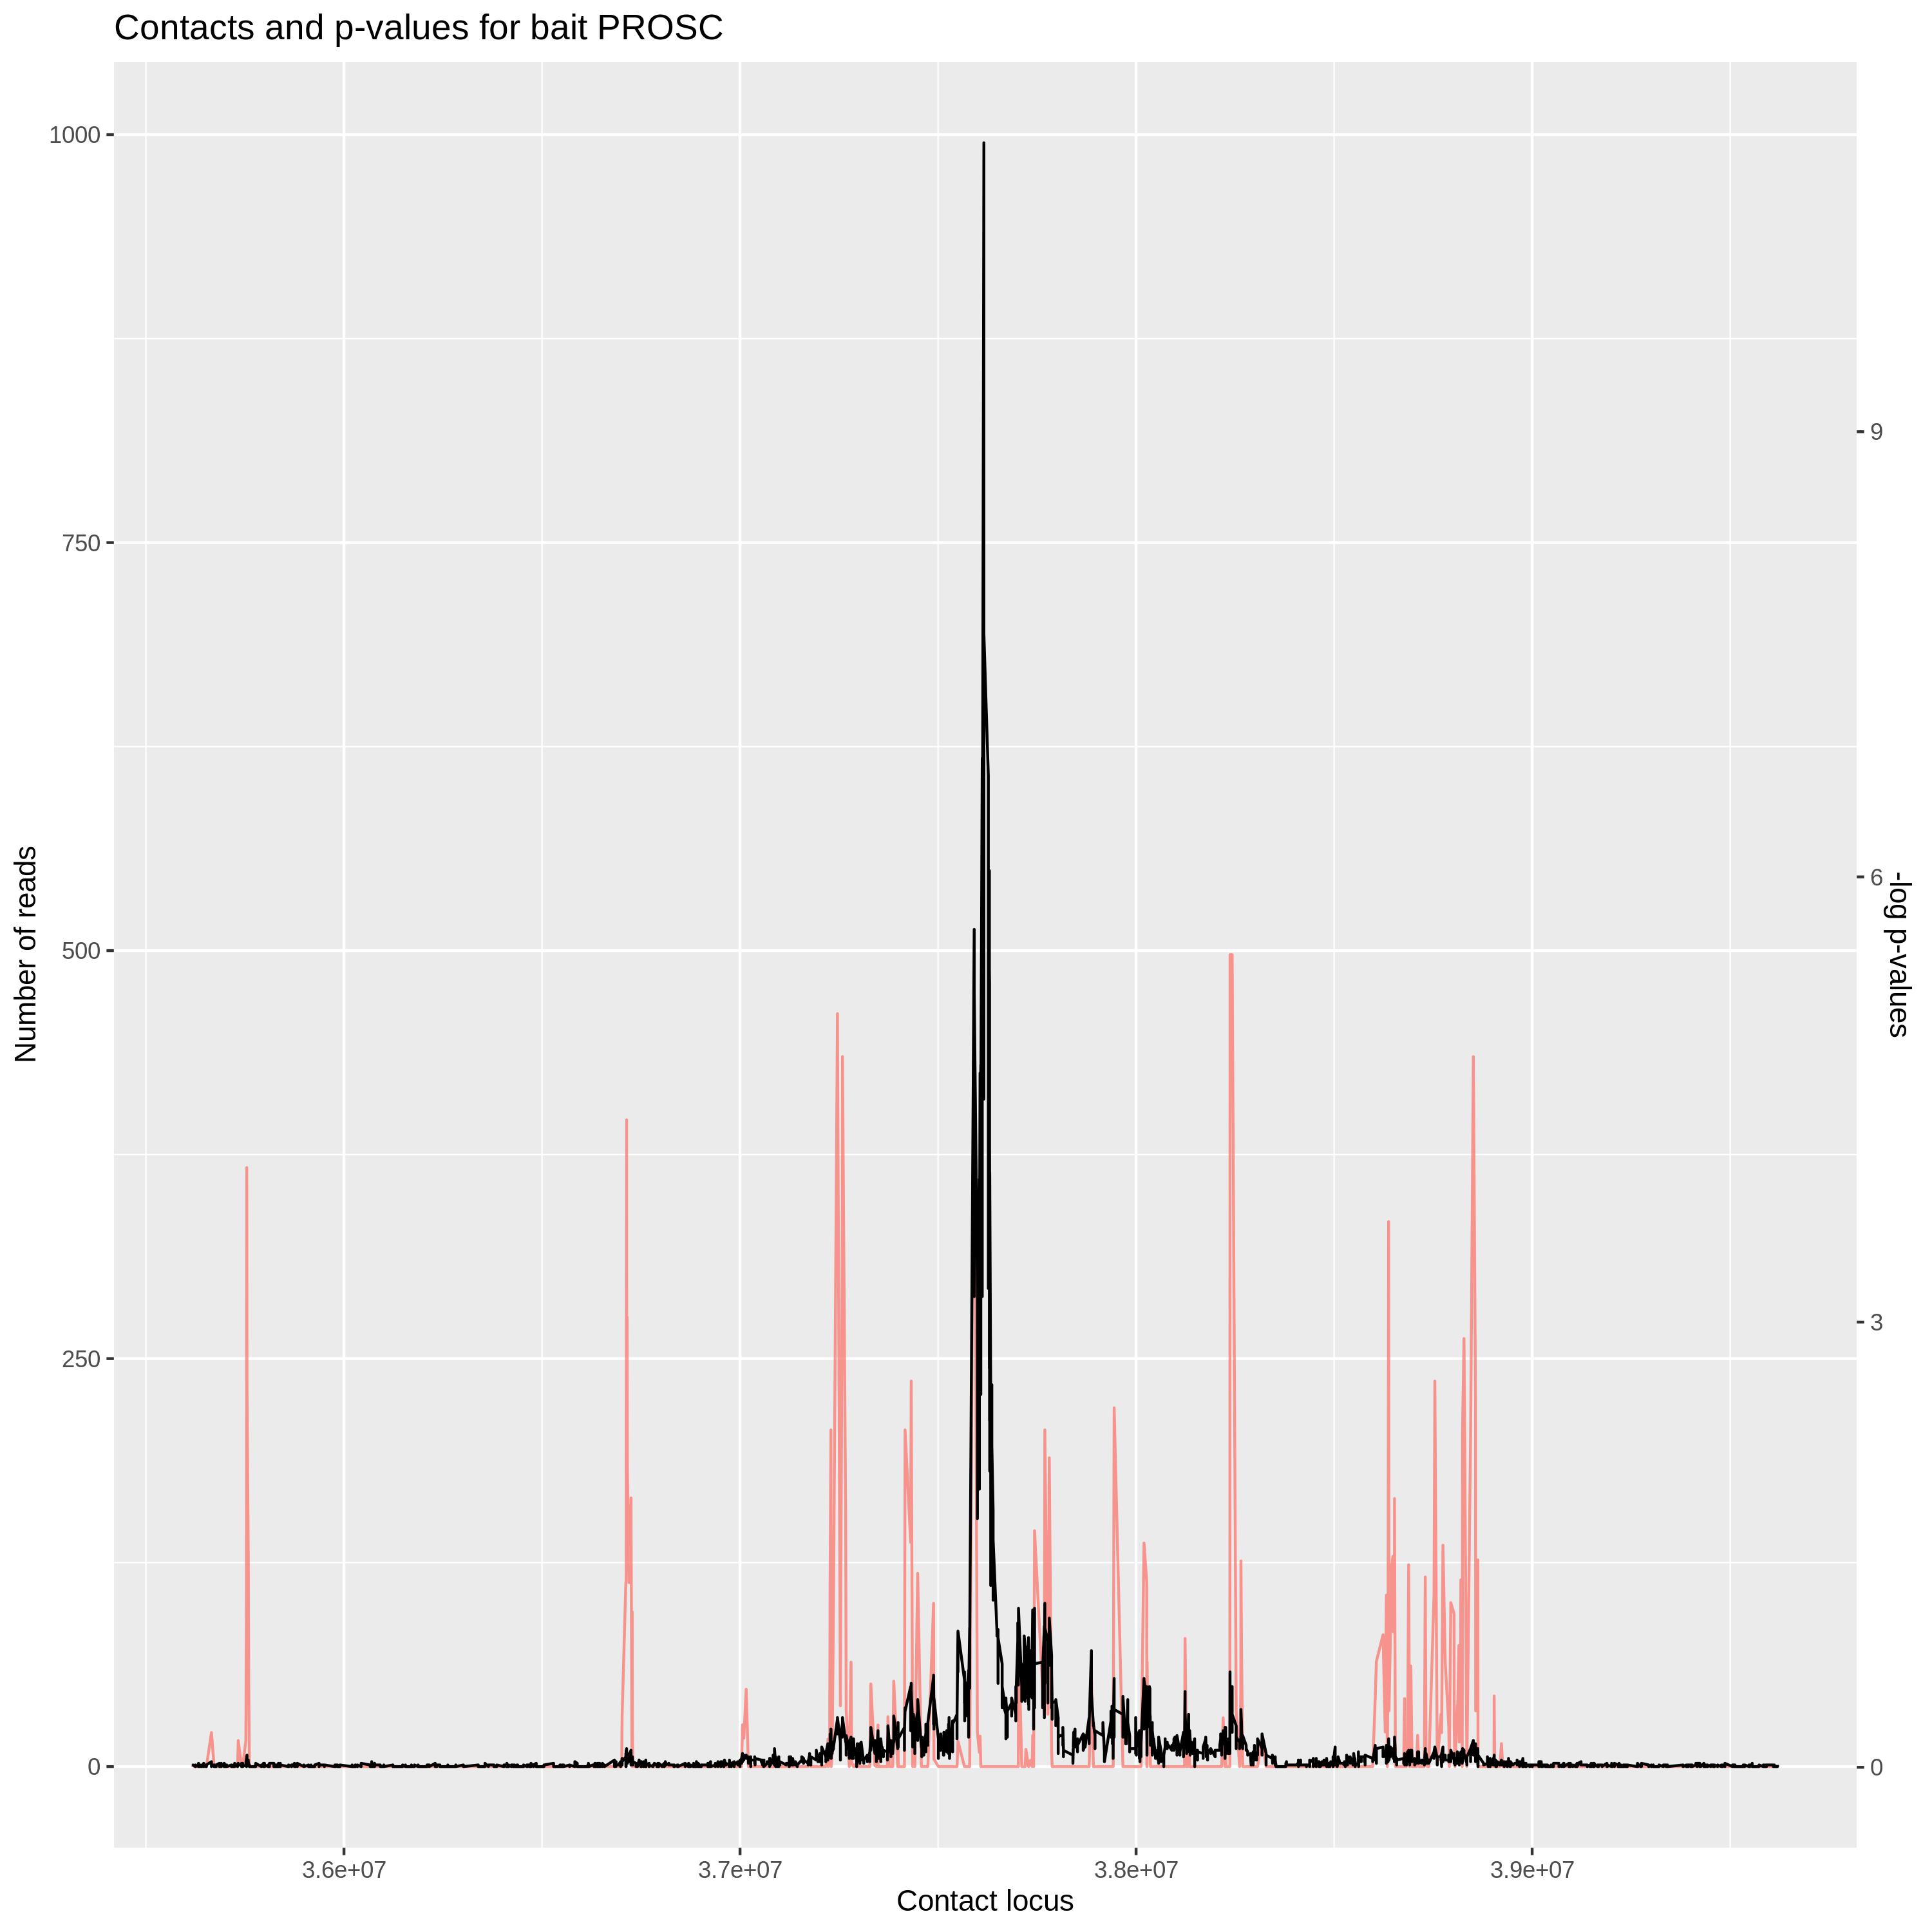 Contacts and p-values for bait PROSC
1000
750
500
250
0
Number of reads
9
6
3
0
-log p-values
3.6e+07
3.7e+07
3.8e+07
3.9e+07
Contact locus